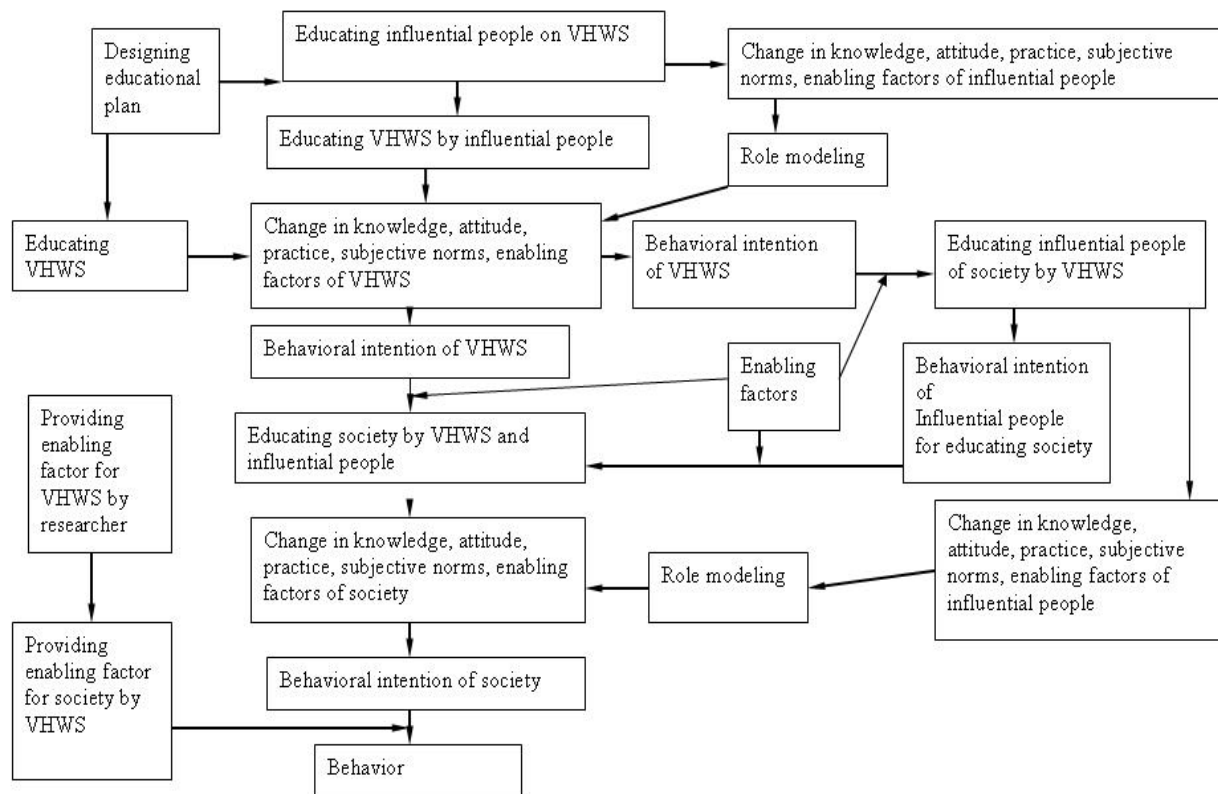 Designing
educational
plan
Educating influential people on VHWS
Change in knowledge, attitude, practice, subjective
norms, enabling factors of influential people
Educating VHWS by influential people
Role modeling
Educating
VHWS
Change in knowledge, attitude,
practice, subjective norms, enabling
factors of VHWS
Behavioral intention
of VHWS
Educating influential people
of society by VHWS
Behavioral intention of VHWS
Enabling
factors
Behavioral intention
of
Influential people
for educating society
Providing
enabling
factor for
VHWS by
researcher
Educating society by VHWS and
influential people
Change in knowledge, attitude,
practice, subjective norms, enabling
factors of society
Role modeling
Change in knowledge,
attitude, practice, subjective
norms, enabling factors of
influential people
Providing
enabling factor
for society by
VHWS
Behavioral intention of society
Behavior